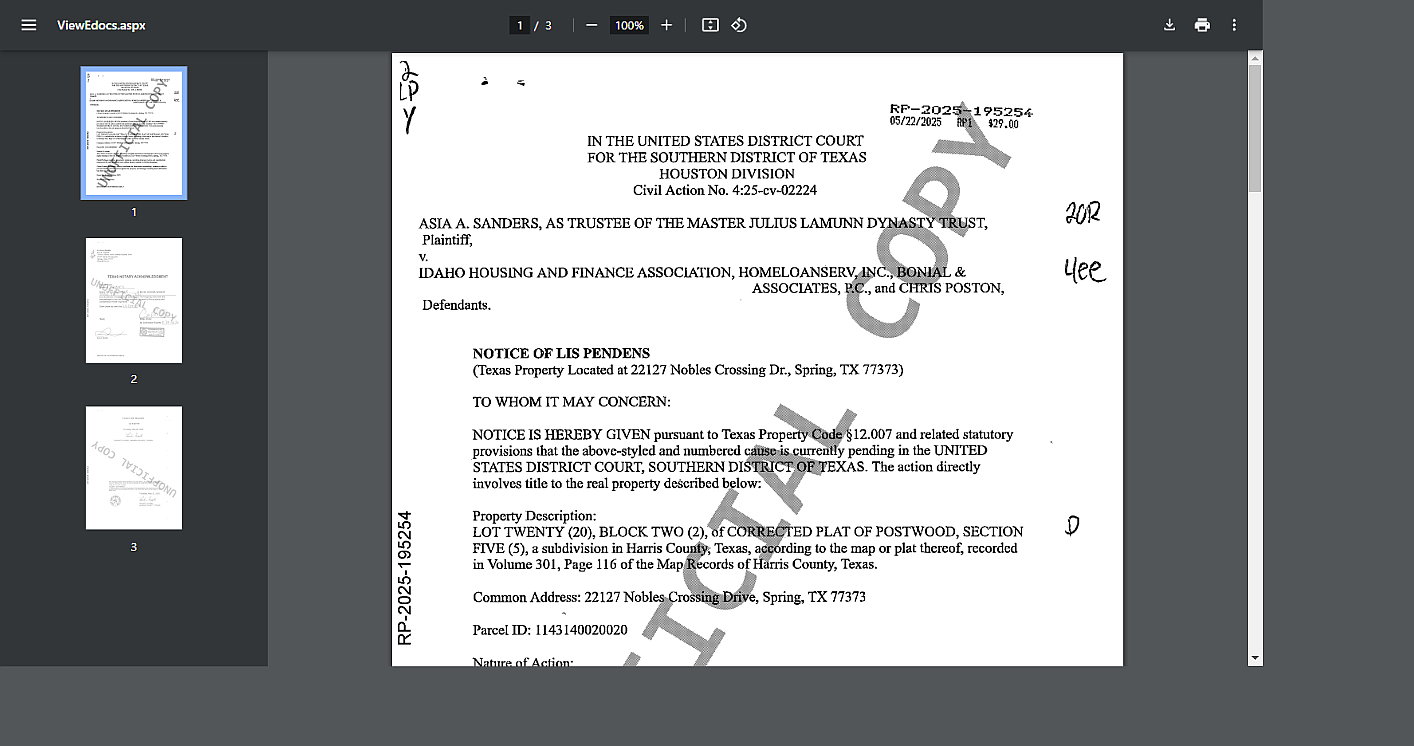 ViewEdocs.aspx
1 / 3
100%
1
2
3
2
LP
Y
RP-2025-195254
05/22/2025 RP1 $29.00
IN THE UNITED STATES DISTRICT COURT
FOR THE SOUTHERN DISTRICT OF TEXAS
HOUSTON DIVISION
Civil Action No. 4:25-cv-02224
ASIA A. SANDERS, AS TRUSTEE OF THE MASTER JULIUS LAMUNN DYNASTY TRUST,
Plaintiff,
v.
IDAHO HOUSING AND FINANCE ASSOCIATION, HOMELOANSERV, INC., BONIAL &
ASSOCIATES, P.C., and CHRIS POSTON,
Defendants.
20R
4ee
NOTICE OF LIS PENDENS
(Texas Property Located at 22127 Nobles Crossing Dr., Spring, TX 77373)
TO WHOM IT MAY CONCERN:
NOTICE IS HEREBY GIVEN pursuant to Texas Property Code §12.007 and related statutory
provisions that the above-styled and numbered cause is currently pending in the UNITED
STATES DISTRICT COURT, SOUTHERN DISTRICT OF TEXAS. The action directly
involves title to the real property described below:
Property Description:
LOT TWENTY (20), BLOCK TWO (2), of CORRECTED PLAT OF POSTWOOD, SECTION
FIVE (5), a subdivision in Harris County, Texas, according to the map or plat thereof, recorded
in Volume 301, Page 116 of the Map Records of Harris County, Texas.
D
Common Address: 22127 Nobles Crossing Drive, Spring, TX 77373
Parcel ID: 1143140020020
Nature of Action:
RP-2025-195254
ICIAL COPY
UNOFFICIAL COPY
UNOFFICIAL COPY
UNOFFICIAL COPY